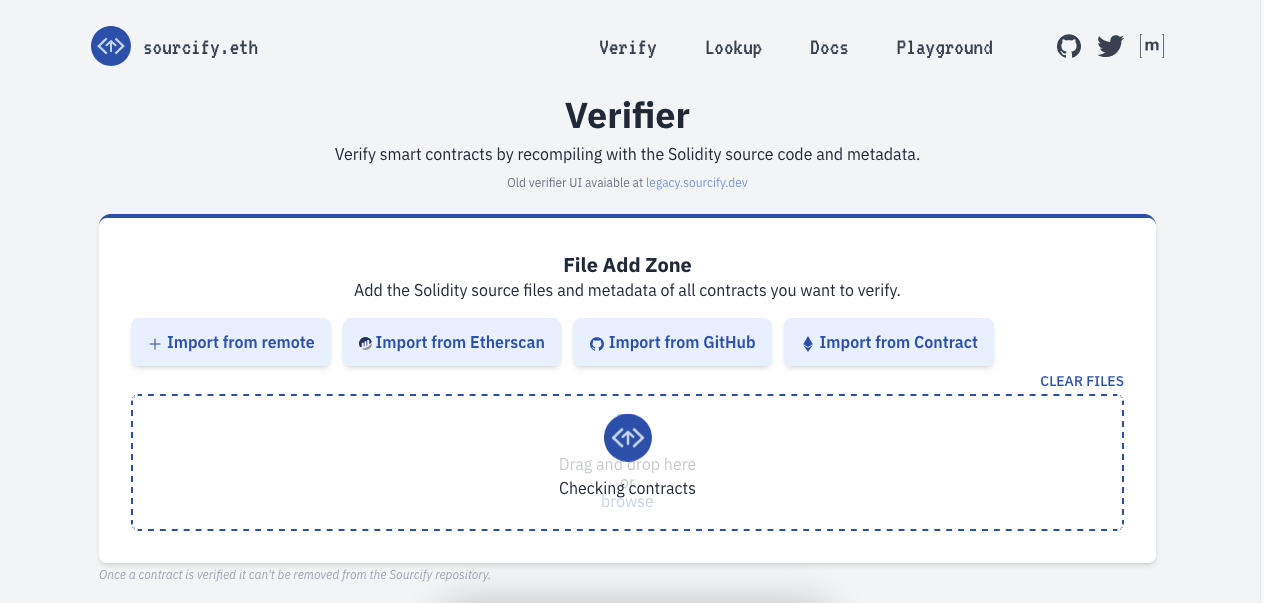 sourcify.eth Verify Lookup Docs Playground [m]
Verifier
Verify smart contracts by recompiling with the Solidity source code and metadata.
Old verifier UI avaiable at legacy.sourcify.dev
File Add Zone
Add the Solidity source files and metadata of all contracts you want to verify.
+ Import from remote Import from Etherscan Import from GitHub Import from Contract
CLEAR FILES
Drag and drop here
or
Checking contracts
browse
Once a contract is verified it can't be removed from the Sourcify repository.